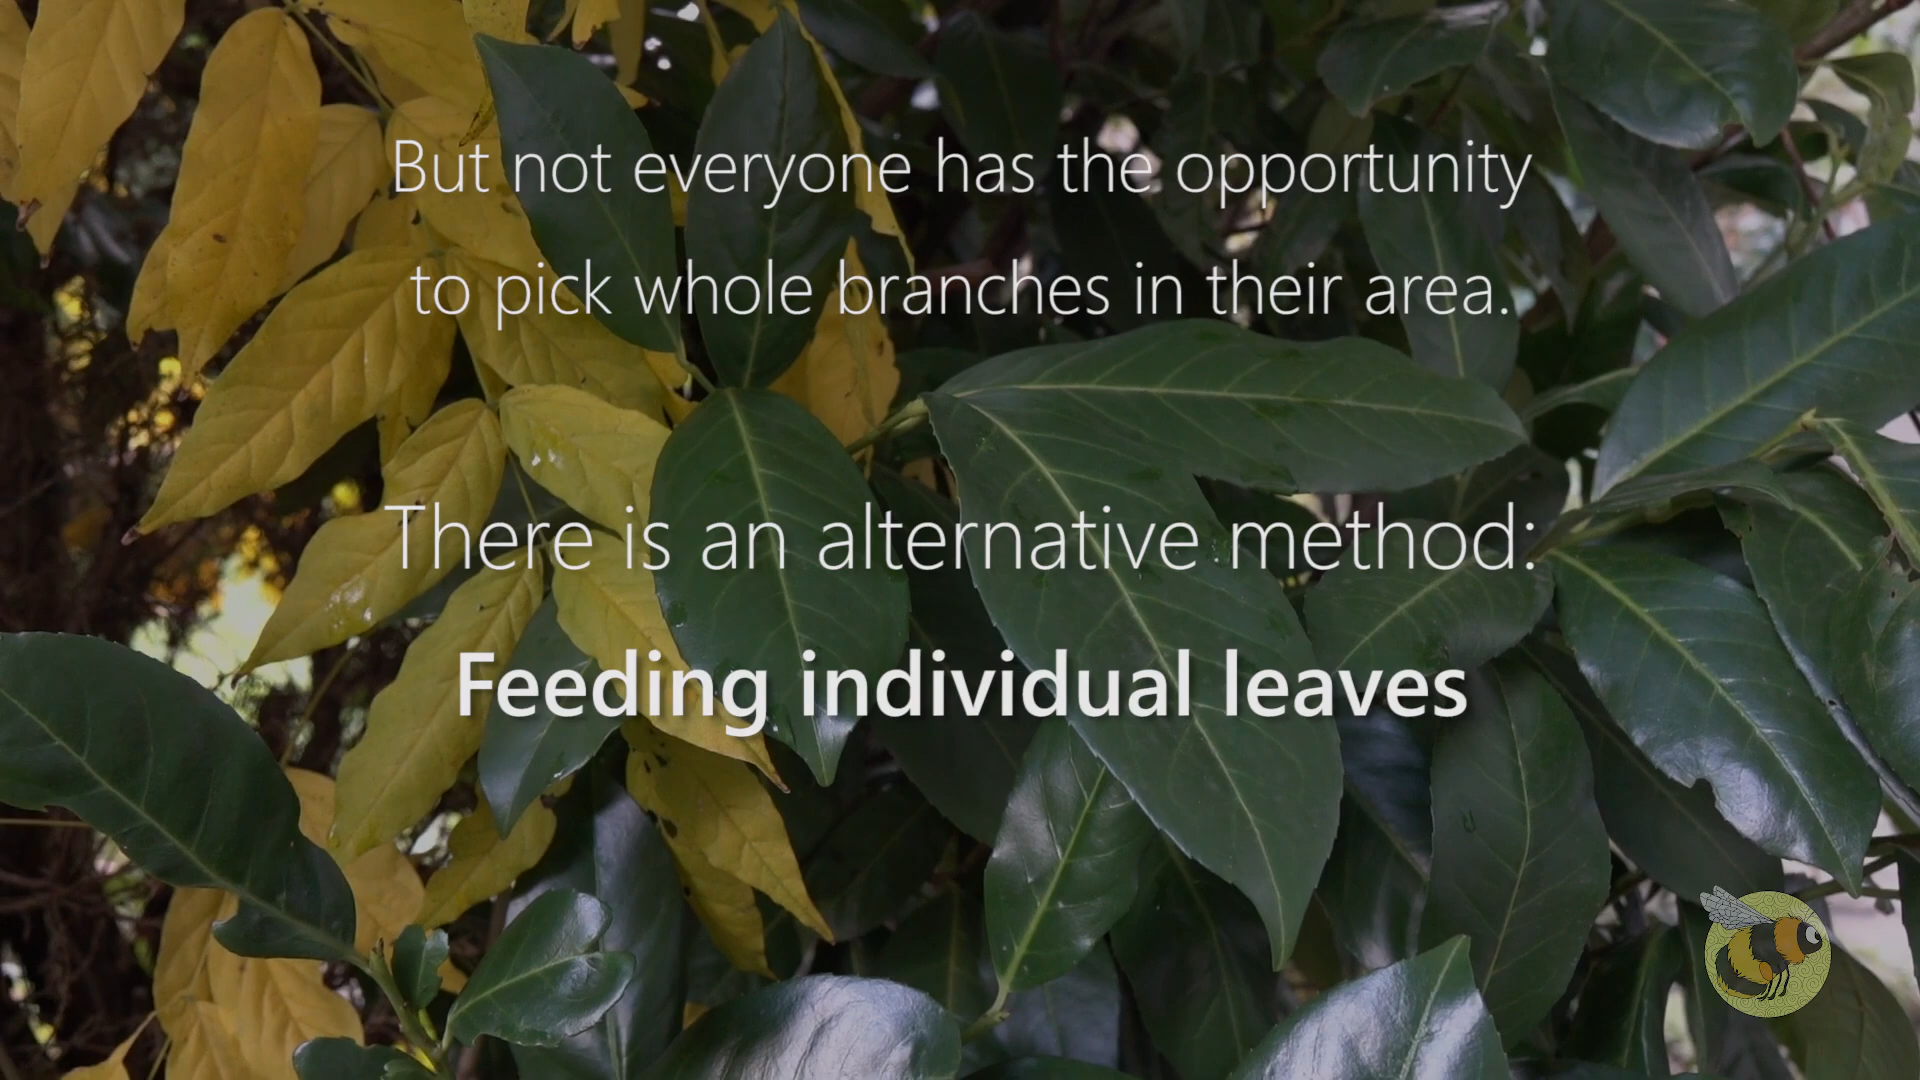 But not everyone has the opportunity
to pick whole branches in their area.
There is an alternative method:
Feeding individual leaves